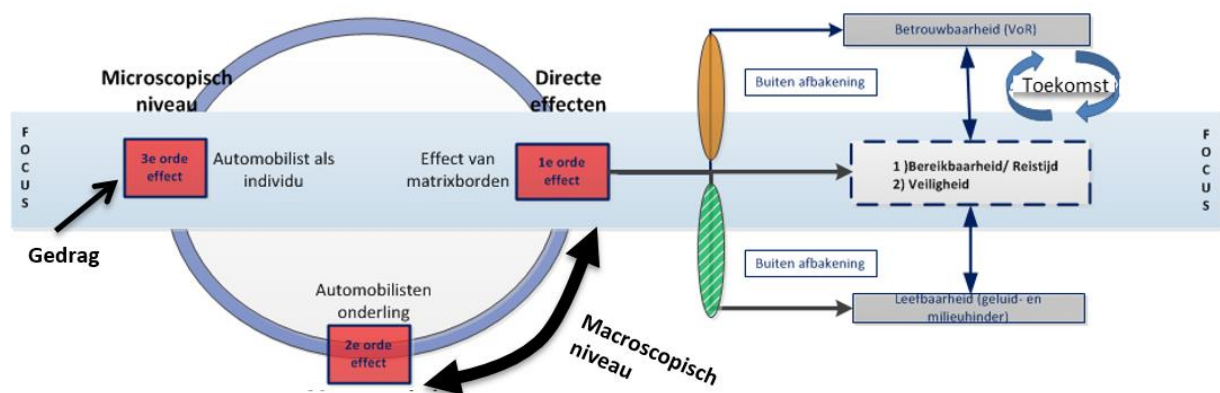 Betrouwbaarheid (VoR)
Microscopisch
niveau
Directe
effecten
Buiten afbakening
Toekomst
FOCUS
3e orde
effect
Automobilist als
individu
Effect van
matrixborden
1e orde
effect
1 )Bereikbaarheid/ Reistijd
2) Veiligheid
FOCUS
Gedrag
Buiten afbakening
Automobilisten
onderling
2e orde
effect
Macroscopisch
niveau
Leefbaarheid (geluid- en
milieuhinder)